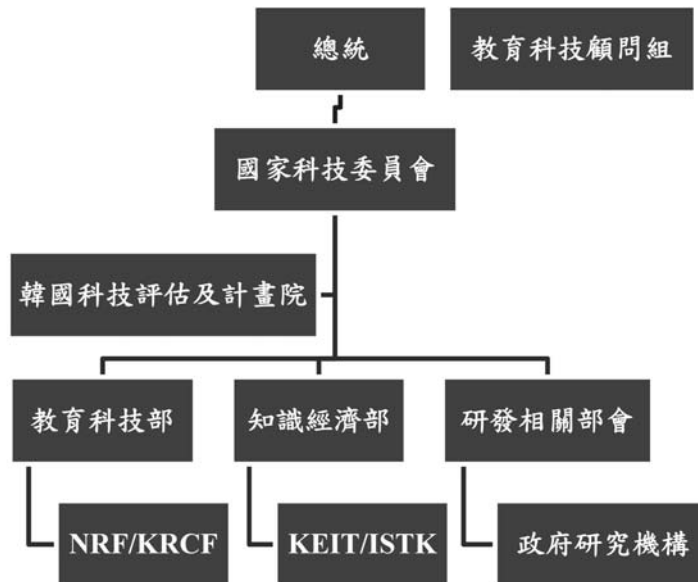 總統
教育科技顧問組
國家科技委員會
韓國科技評估及計畫院
教育科技部
知識經濟部
研發相關部會
NRF/KRCF
KEIT/ISTK
政府研究機構